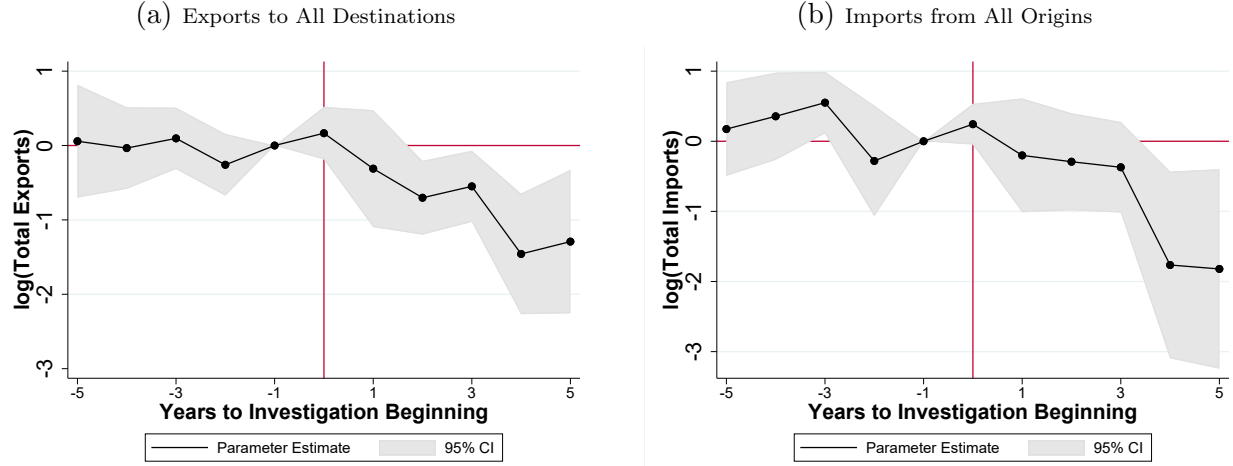 (a) Exports to All Destinations
log(Total Exports)
1
0
-1
-2
-3
-5
-3
-1
1
3
5
Years to Investigation Beginning
Parameter Estimate
95% CI
(b) Imports from All Origins
log(Total Imports)
1
0
-1
-2
-3
-5
-3
-1
1
3
5
Years to Investigation Beginning
Parameter Estimate
95% CI